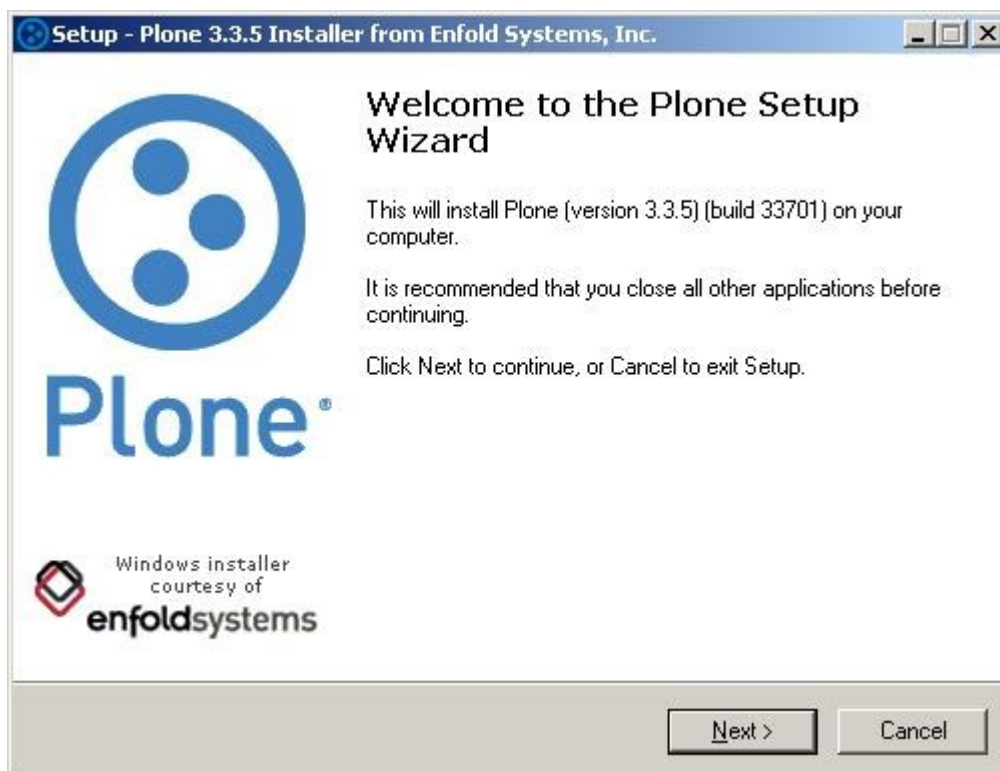 Setup - Plone 3.3.5 Installer from Enfold Systems, Inc.
Welcome to the Plone Setup
Wizard
This will install Plone (version 3.3.5) (build 33701) on your
computer.
It is recommended that you close all other applications before
continuing.
Click Next to continue, or Cancel to exit Setup.
Plone®
Windows installer
courtesy of
enfoldsystems
Next >
Cancel